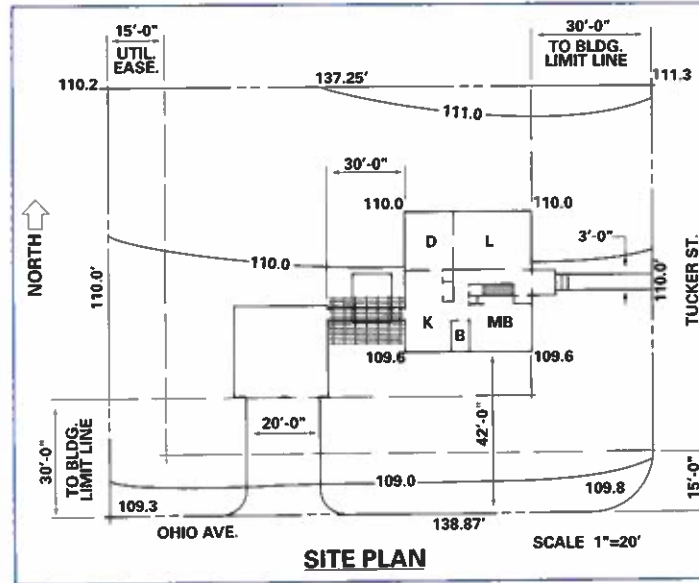 15'-0"
UTIL.
EASE.
30'-0"
TO BLDG.
LIMIT LINE
110.2
137.25'
111.3
111.0
30'-0"
110.0'
110.0
NORTH
D
L
3'-0"
110.0
110.0'
110.0'
TUCKER ST.
K
B
MB
109.6
109.6
30'-0"
TO BLDG.
LIMIT LINE
20'-0"
42'-0"
15'-0"
109.0
109.8
109.3
OHIO AVE.
138.87'
SCALE 1"=20'
SITE PLAN